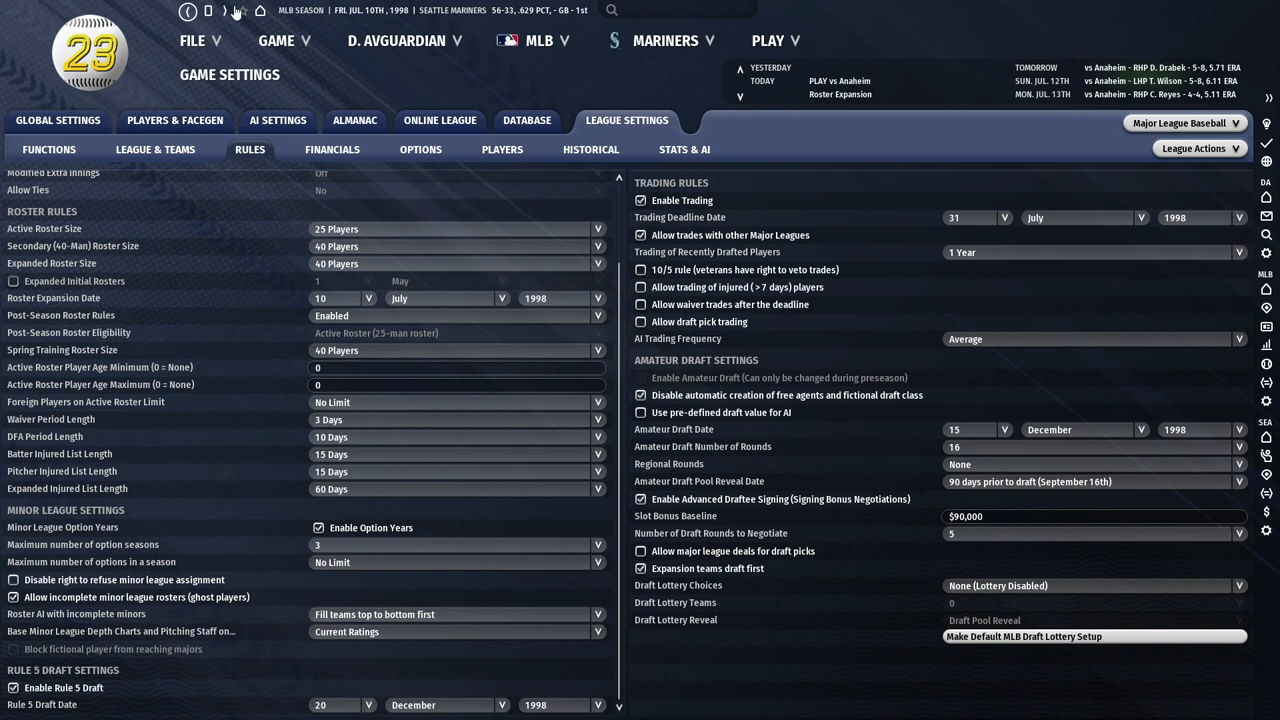 MLB SEASON | FRI. JUL. 10TH , 1998 | SEATTLE MARINERS 56-33, .629 PCT, - GB - 1st
23
FILE GAME D. AVGUARDIAN MLB MARINERS PLAY
GAME SETTINGS
YESTERDAY
TODAY PLAY vs Anaheim
Roster Expansion
TOMORROW vs Anaheim - RHP D. Drabek - 5-8, 5.71 ERA
SUN. JUL. 12TH vs Anaheim - LHP T. Wilson - 5-8, 6.11 ERA
MON. JUL. 13TH vs Anaheim - RHP C. Reyes - 4-4, 5.11 ERA
GLOBAL SETTINGS PLAYERS & FACEGEN AI SETTINGS ALMANAC ONLINE LEAGUE DATABASE LEAGUE SETTINGS Major League Baseball
FUNCTIONS LEAGUE & TEAMS RULES FINANCIALS OPTIONS PLAYERS HISTORICAL STATS & AI League Actions
Modified Extra Innings Off
Allow Ties No
ROSTER RULES
Active Roster Size 25 Players
Secondary (40-Man) Roster Size 40 Players
Expanded Roster Size 40 Players
Expanded Initial Rosters 1 May
Roster Expansion Date 10 July 1998
Post-Season Roster Rules Enabled
Post-Season Roster Eligibility Active Roster (25-man roster)
Spring Training Roster Size 40 Players
Active Roster Player Age Minimum (0 = None) 0
Active Roster Player Age Maximum (0 = None) 0
Foreign Players on Active Roster Limit No Limit
Waiver Period Length 3 Days
DFA Period Length 10 Days
Batter Injured List Length 15 Days
Pitcher Injured List Length 15 Days
Expanded Injured List Length 60 Days
MINOR LEAGUE SETTINGS
Minor League Option Years Enable Option Years
Maximum number of option seasons 3
Maximum number of options in a season No Limit
Disable right to refuse minor league assignment
Allow incomplete minor league rosters (ghost players)
Roster AI with incomplete minors Fill teams top to bottom first
Base Minor League Depth Charts and Pitching Staff on... Current Ratings
Block fictional player from reaching majors
RULE 5 DRAFT SETTINGS
Enable Rule 5 Draft
Rule 5 Draft Date 20 December 1998
TRADING RULES
Enable Trading
Trading Deadline Date 31 July 1998
Allow trades with other Major Leagues
Trading of Recently Drafted Players 1 Year
10/5 rule (veterans have right to veto trades)
Allow trading of injured ( > 7 days) players
Allow waiver trades after the deadline
Allow draft pick trading
AI Trading Frequency Average
AMATEUR DRAFT SETTINGS
Enable Amateur Draft (Can only be changed during preseason)
Disable automatic creation of free agents and fictional draft class
Use pre-defined draft value for AI
Amateur Draft Date 15 December 1998
Amateur Draft Number of Rounds 16
Regional Rounds None
Amateur Draft Pool Reveal Date 90 days prior to draft (September 16th)
Enable Advanced Draftee Signing (Signing Bonus Negotiations)
Slot Bonus Baseline $90,000
Number of Draft Rounds to Negotiate 5
Allow major league deals for draft picks
Expansion teams draft first
Draft Lottery Choices None (Lottery Disabled)
Draft Lottery Teams 0
Draft Lottery Reveal Draft Pool Reveal
Make Default MLB Draft Lottery Setup
DA
MLB
SEA
$